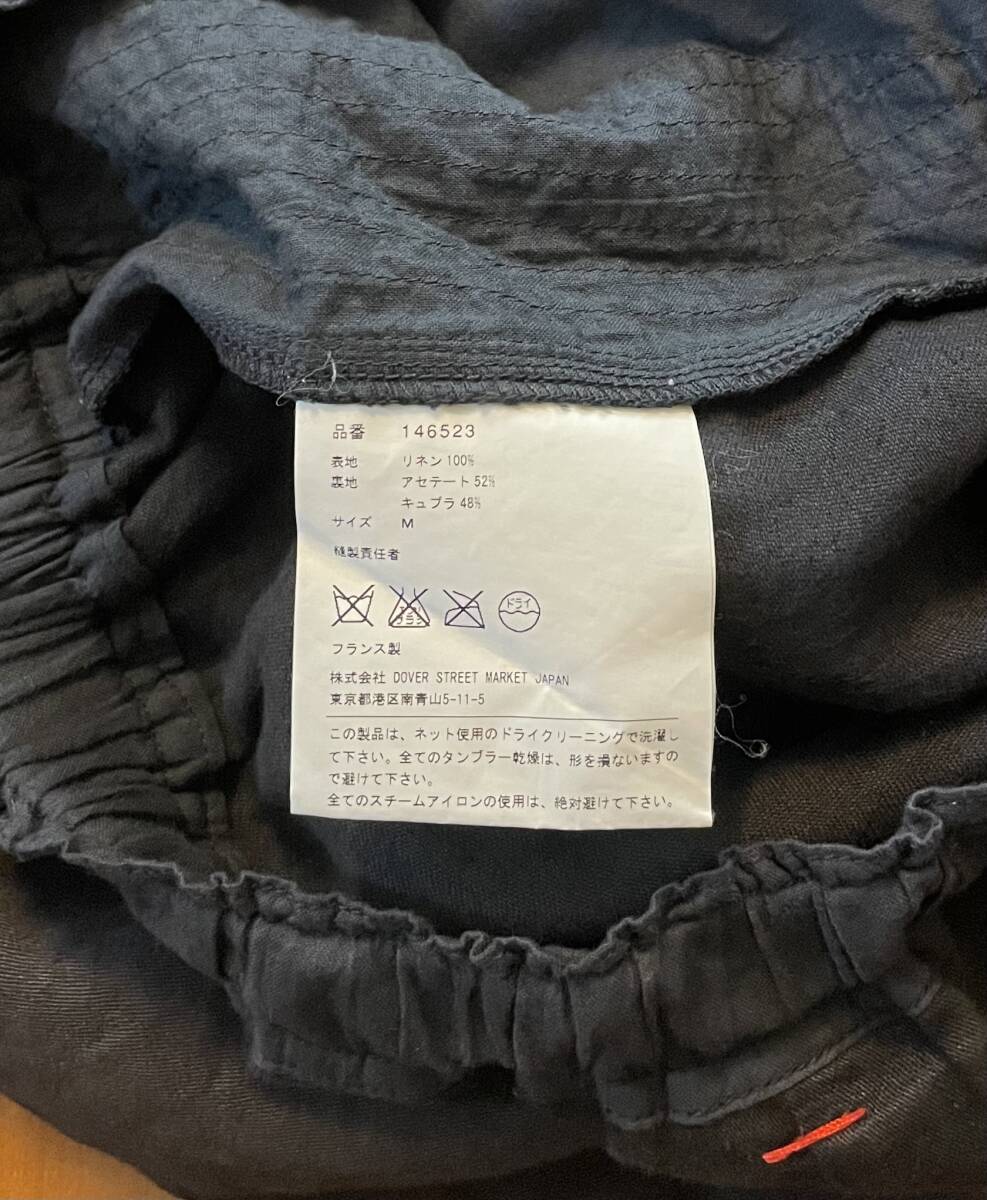 品番 146523
表地 リネン 100%
裏地 アセテート 52%
キュプラ 48%
サイズ M
縫製責任者
エンソ サラシ ドライ
フランス製
株式会社 DOVER STREET MARKET JAPAN
東京都港区南青山5-11-5
この製品は、ネット使用のドライクリーニングで洗濯し
て下さい。全てのタンブラー乾燥は、形を損ないますの
で避けて下さい。
全てのスチームアイロンの使用は、絶対避けて下さい。